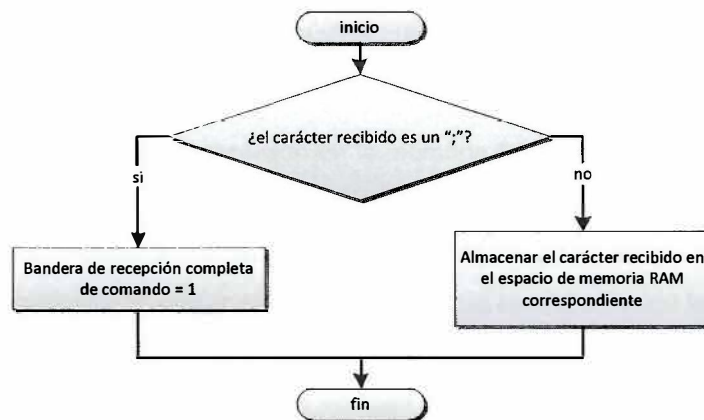 inicio
¿el carácter recibido es un “;”?
si
no
Bandera de recepción completa
de comando = 1
Almacenar el carácter recibido en
el espacio de memoria RAM
correspondiente
fin